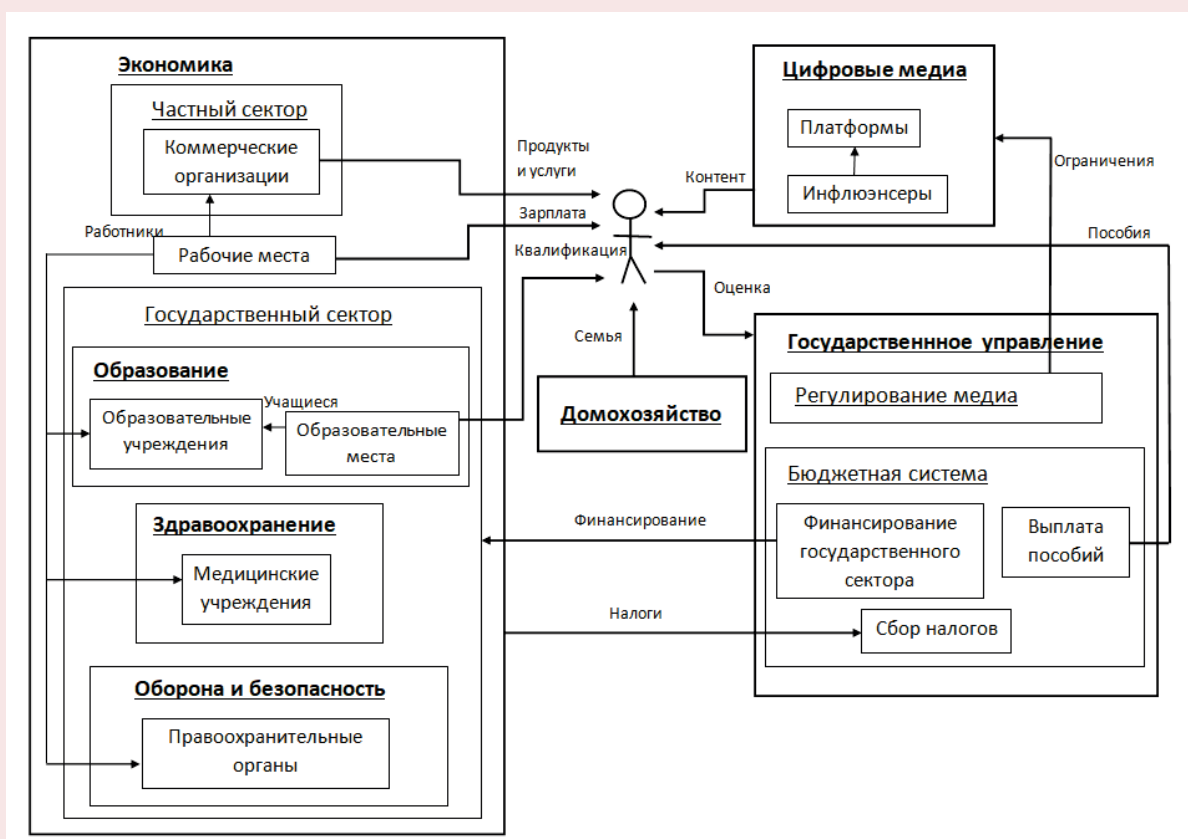 Экономика
Частный сектор
Коммерческие
организации
Работники
Рабочие места
Государственный сектор
Образование
Образовательные
учреждения
Учащиеся
Образовательные
места
Здравоохранение
Медицинские
учреждения
Оборона и безопасность
Правоохранительные
органы
Продукты
и услуги
Зарплата
Квалификация
Контент
Оценка
Семья
Домохозяйство
Финансирование
Налоги
Цифровые медиа
Платформы
Инфлюэнсеры
Ограничения
Пособия
Государственнное управление
Регулирование медиа
Бюджетная система
Финансирование
государственного
сектора
Выплата
пособий
Сбор налогов